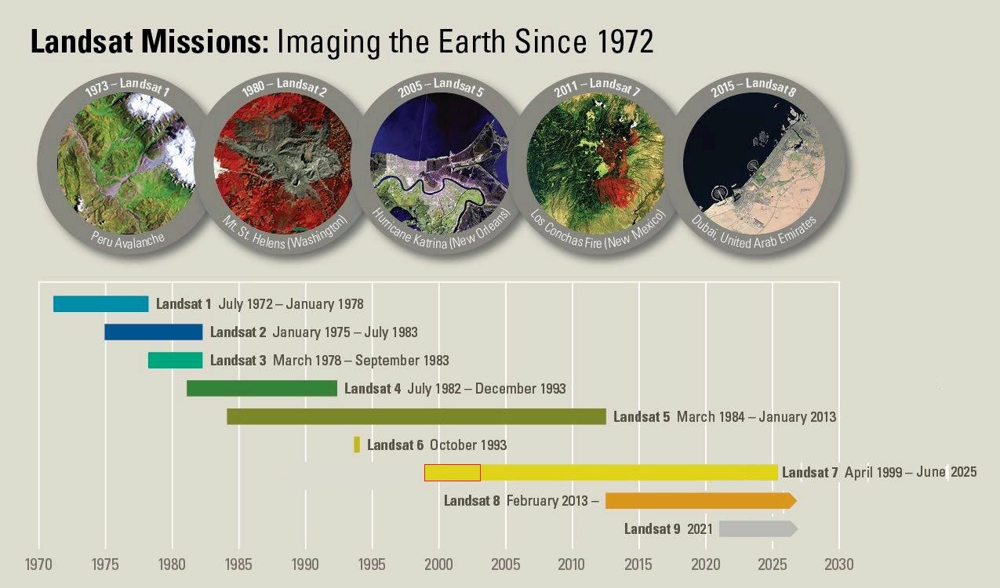 Landsat Missions: Imaging the Earth Since 1972
1973 – Landsat 1
1980 – Landsat 2
2005 – Landsat 5
2011 – Landsat 7
2015 – Landsat 8
Peru Avalanche
Mt. St. Helens (Washington)
Hurricane Katrina (New Orleans)
Los Conchas Fire (New Mexico)
Dubai, United Arab Emirates
Landsat 1 July 1972 – January 1978
Landsat 2 January 1975 – July 1983
Landsat 3 March 1978 – September 1983
Landsat 4 July 1982 – December 1993
Landsat 5 March 1984 – January 2013
Landsat 6 October 1993
Landsat 7 April 1999 – June 2025
Landsat 8 February 2013 –
Landsat 9 2021
1970 1975 1980 1985 1990 1995 2000 2005 2010 2015 2020 2025 2030